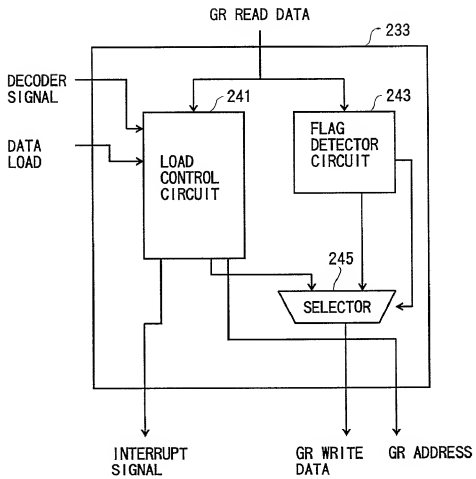 GR READ DATA
233
DECODER
SIGNAL
241
243
DATA
LOAD
LOAD
CONTROL
CIRCUIT
FLAG
DETECTOR
CIRCUIT
245
SELECTOR
INTERRUPT
SIGNAL
GR WRITE
DATA
GR ADDRESS